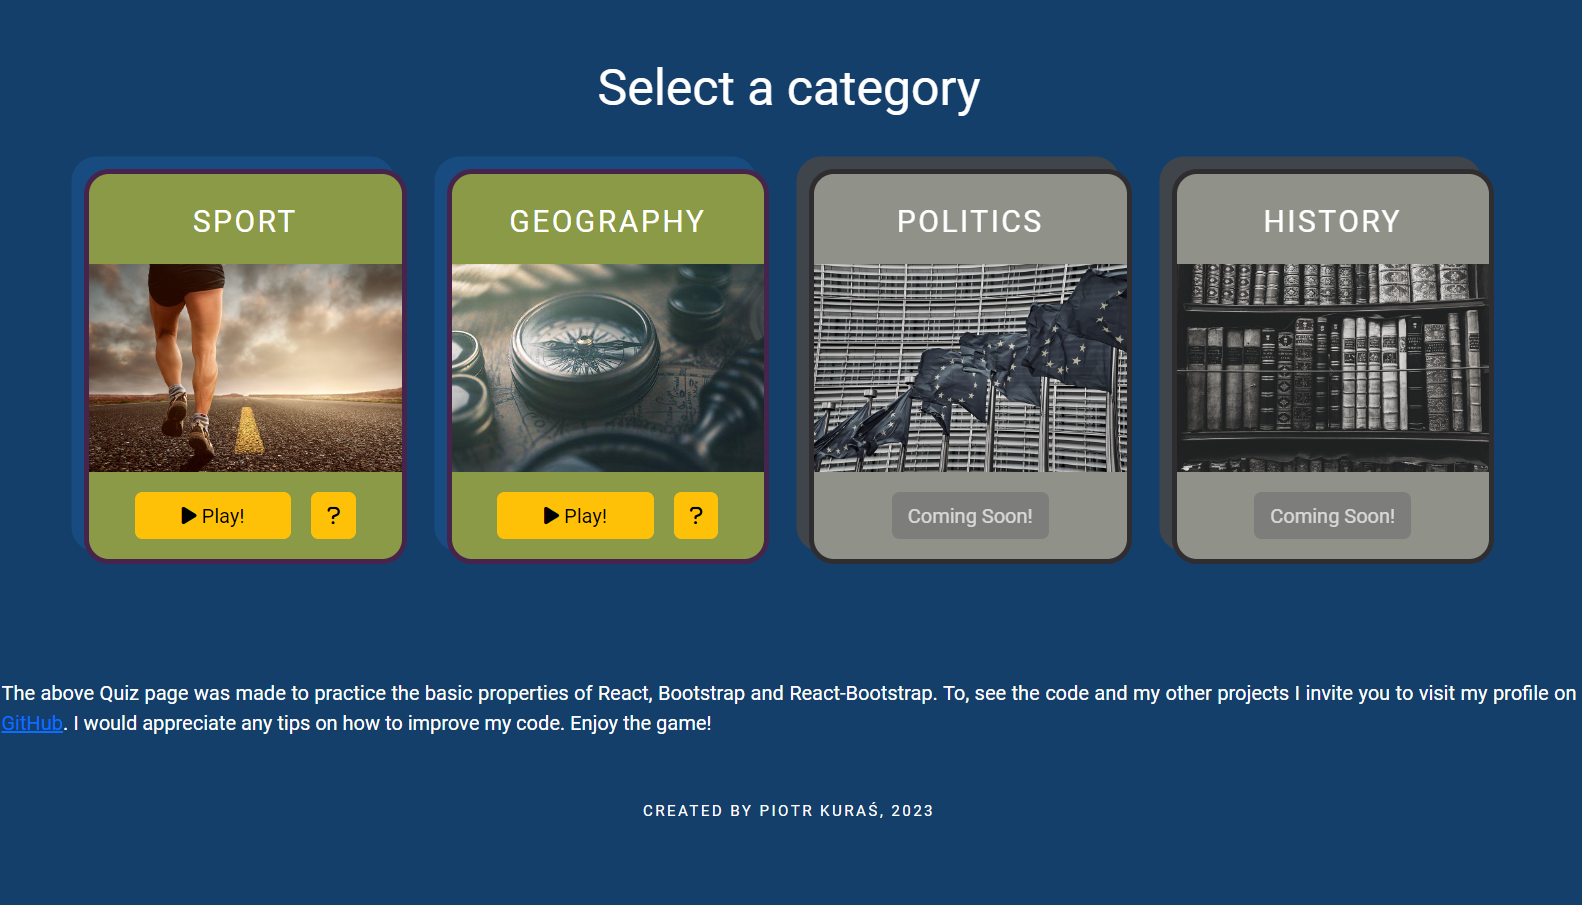 Select a category
SPORT
GEOGRAPHY
POLITICS
HISTORY
Play!
?
Play!
?
Coming Soon!
Coming Soon!
The above Quiz page was made to practice the basic properties of React, Bootstrap and React-Bootstrap. To, see the code and my other projects I invite you to visit my profile on
GitHub. I would appreciate any tips on how to improve my code. Enjoy the game!
CREATED BY PIOTR KURAŚ, 2023